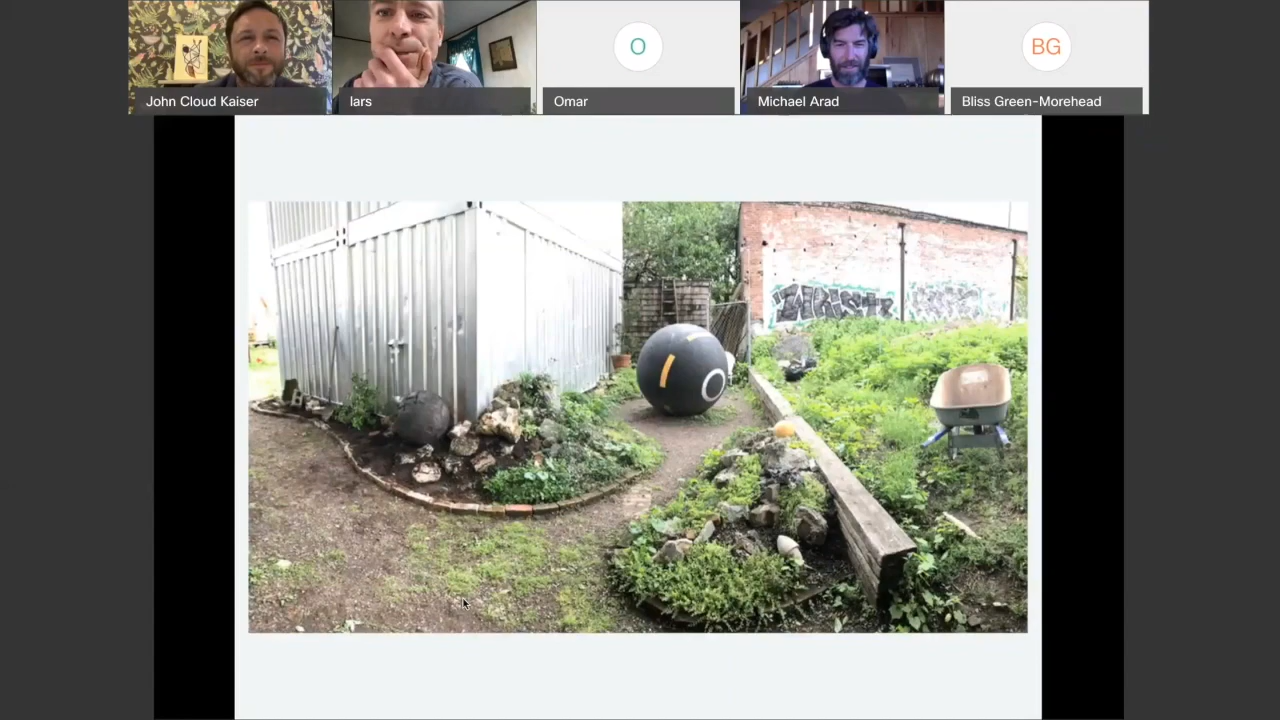 John Cloud Kaiser
lars
O
Omar
Michael Arad
BG
Bliss Green-Morehead